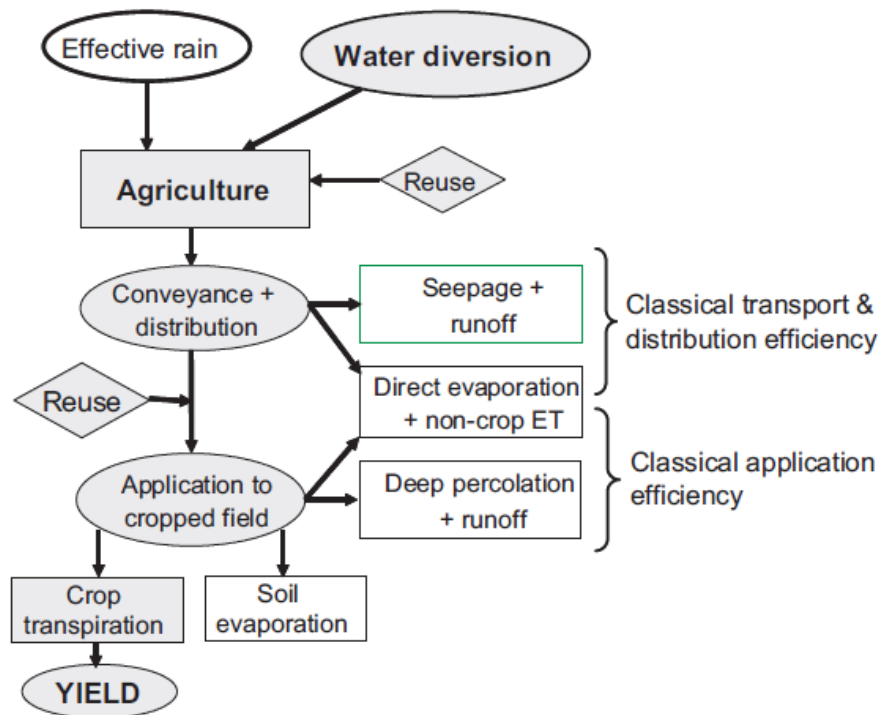 Effective rain
Water diversion
Agriculture
Reuse
Conveyance +
distribution
Seepage +
runoff
Classical transport &
distribution efficiency
Reuse
Direct evaporation
+ non-crop ET
Application to
cropped field
Deep percolation
+ runoff
Classical application
efficiency
Crop
transpiration
Soil
evaporation
YIELD